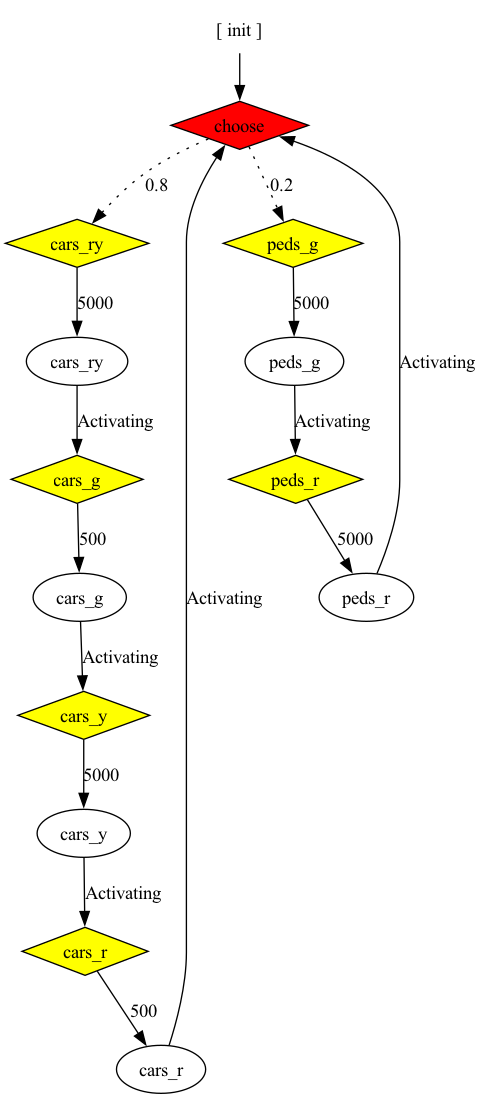 [ init ]
choose
0.8
0.2
cars_ry
peds_g
5000
5000
cars_ry
peds_g
Activating
Activating
Activating
cars_g
peds_r
500
5000
cars_g
Activating
peds_r
Activating
cars_y
5000
cars_y
Activating
cars_r
500
cars_r